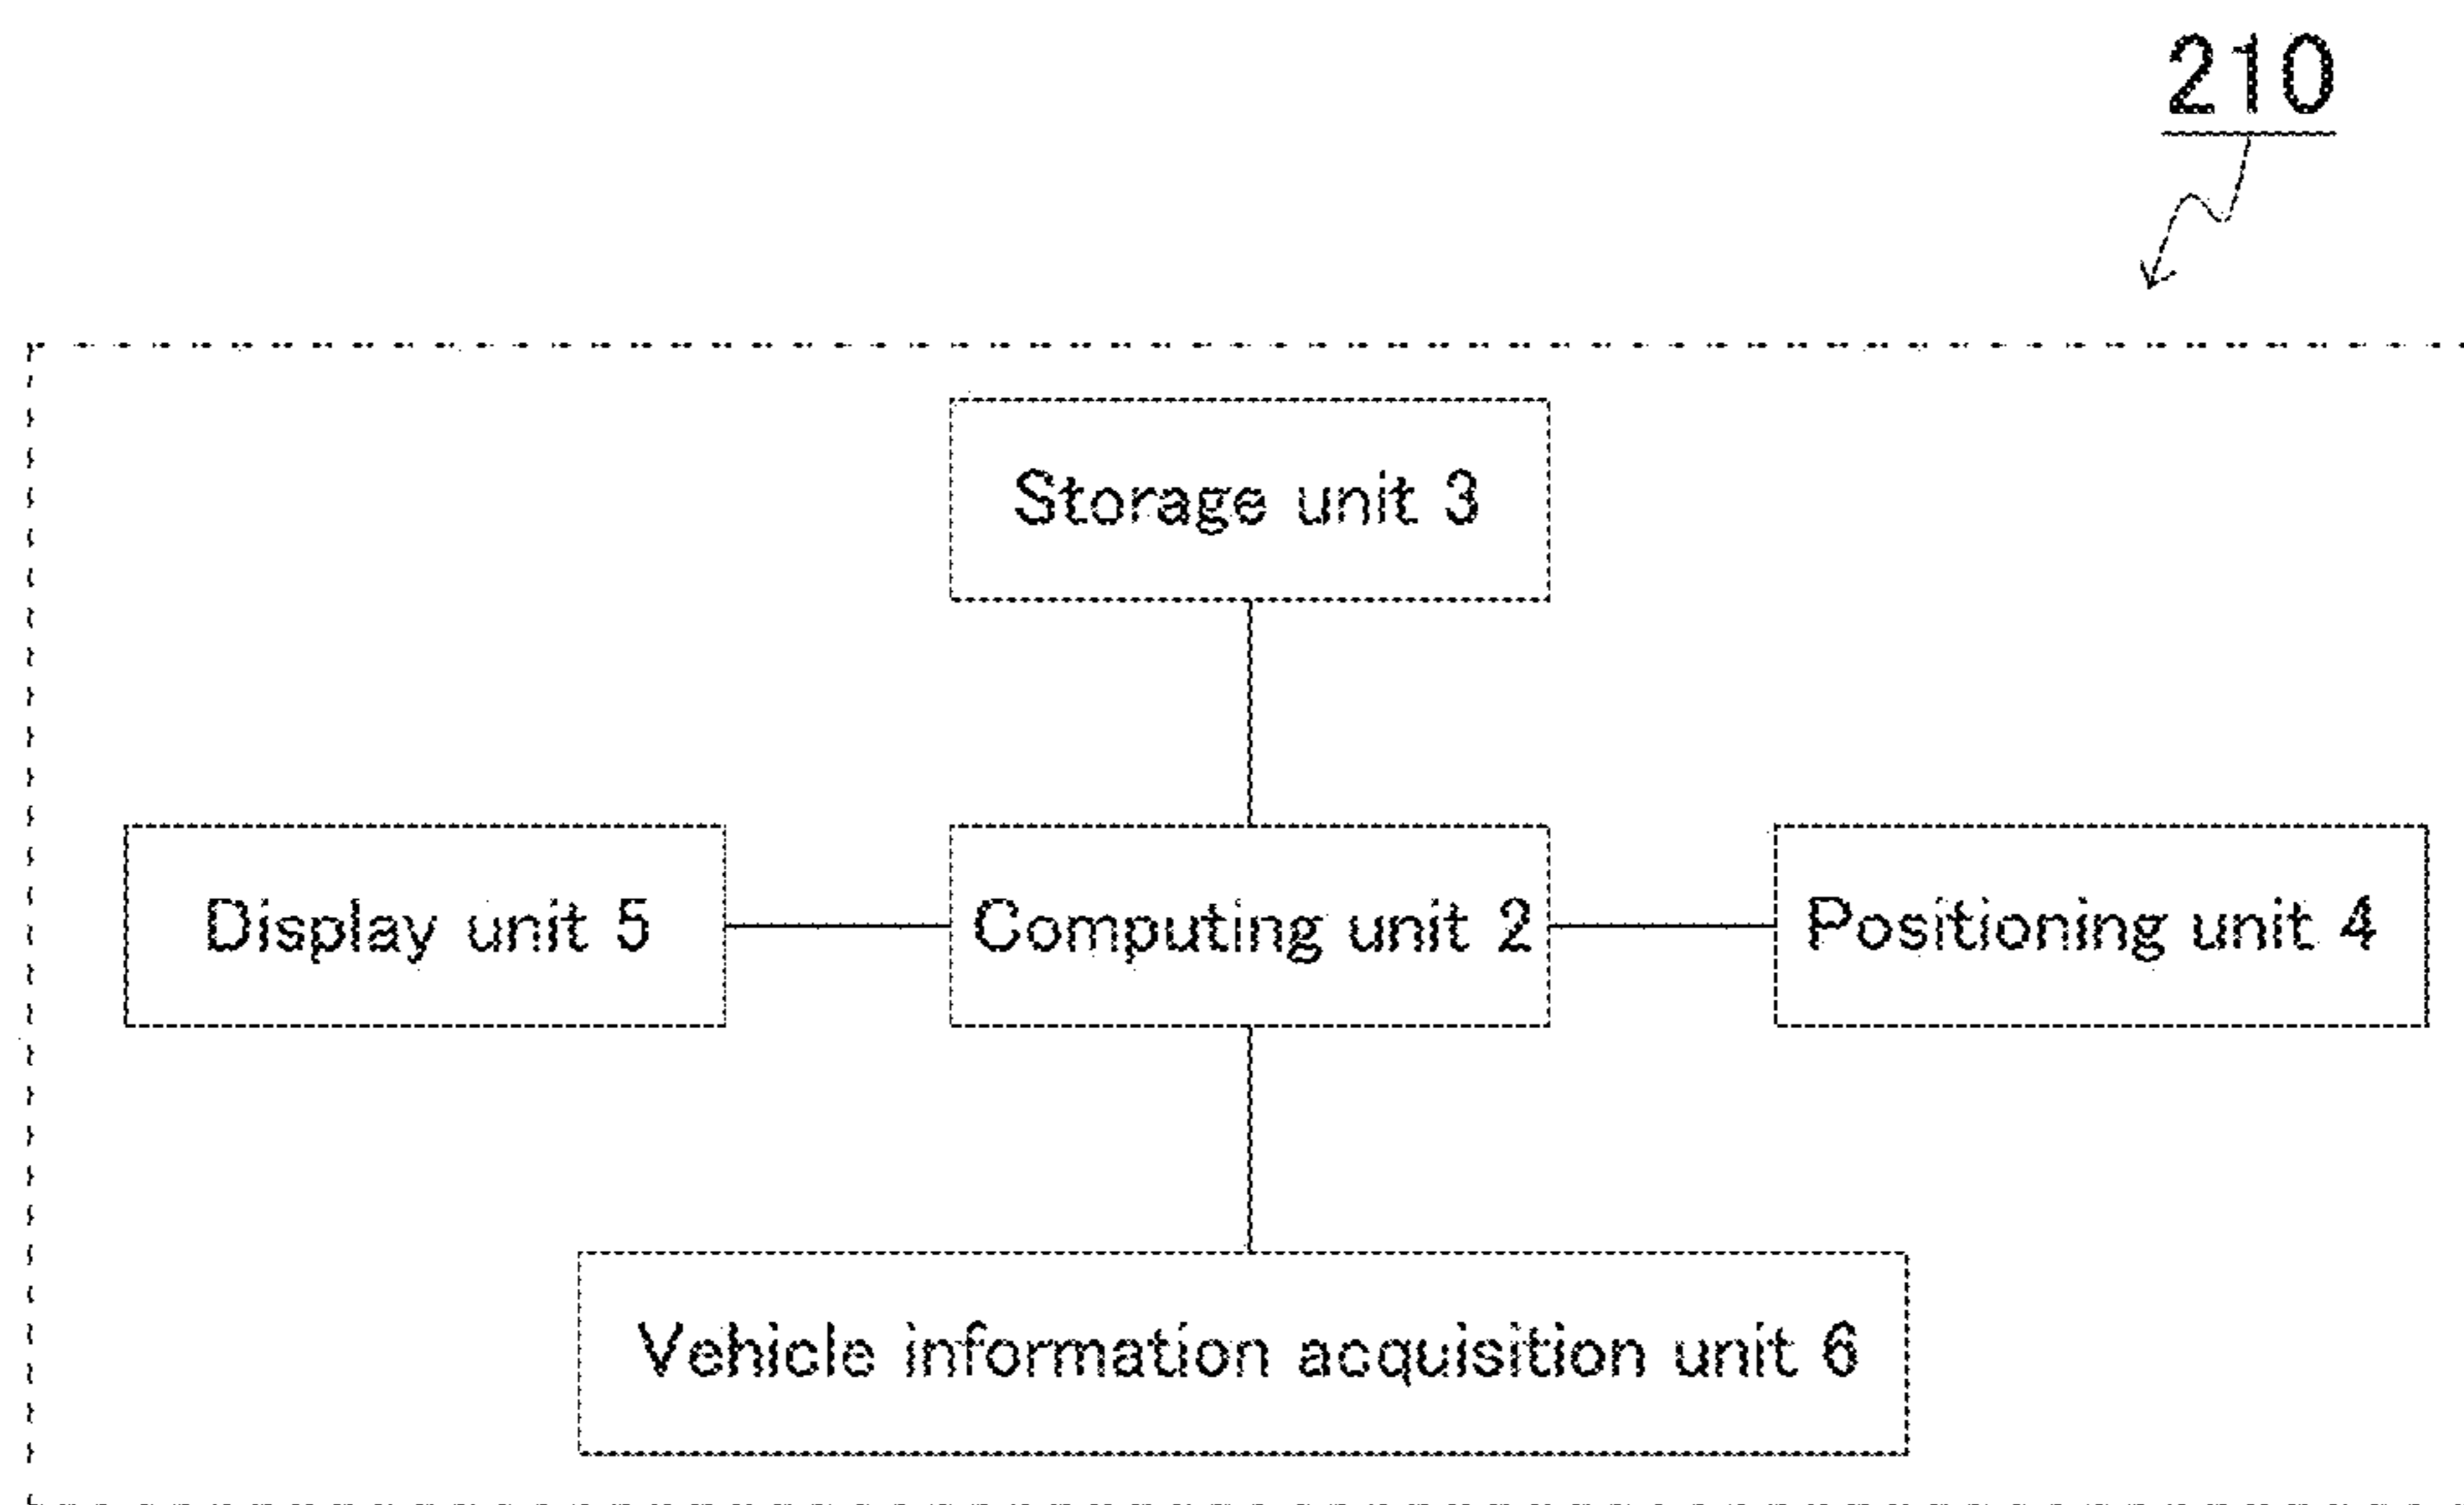 210
Storage unit 3
Display unit 5
Computing unit 2
Positioning unit 4
Vehicle information acquisition unit 6